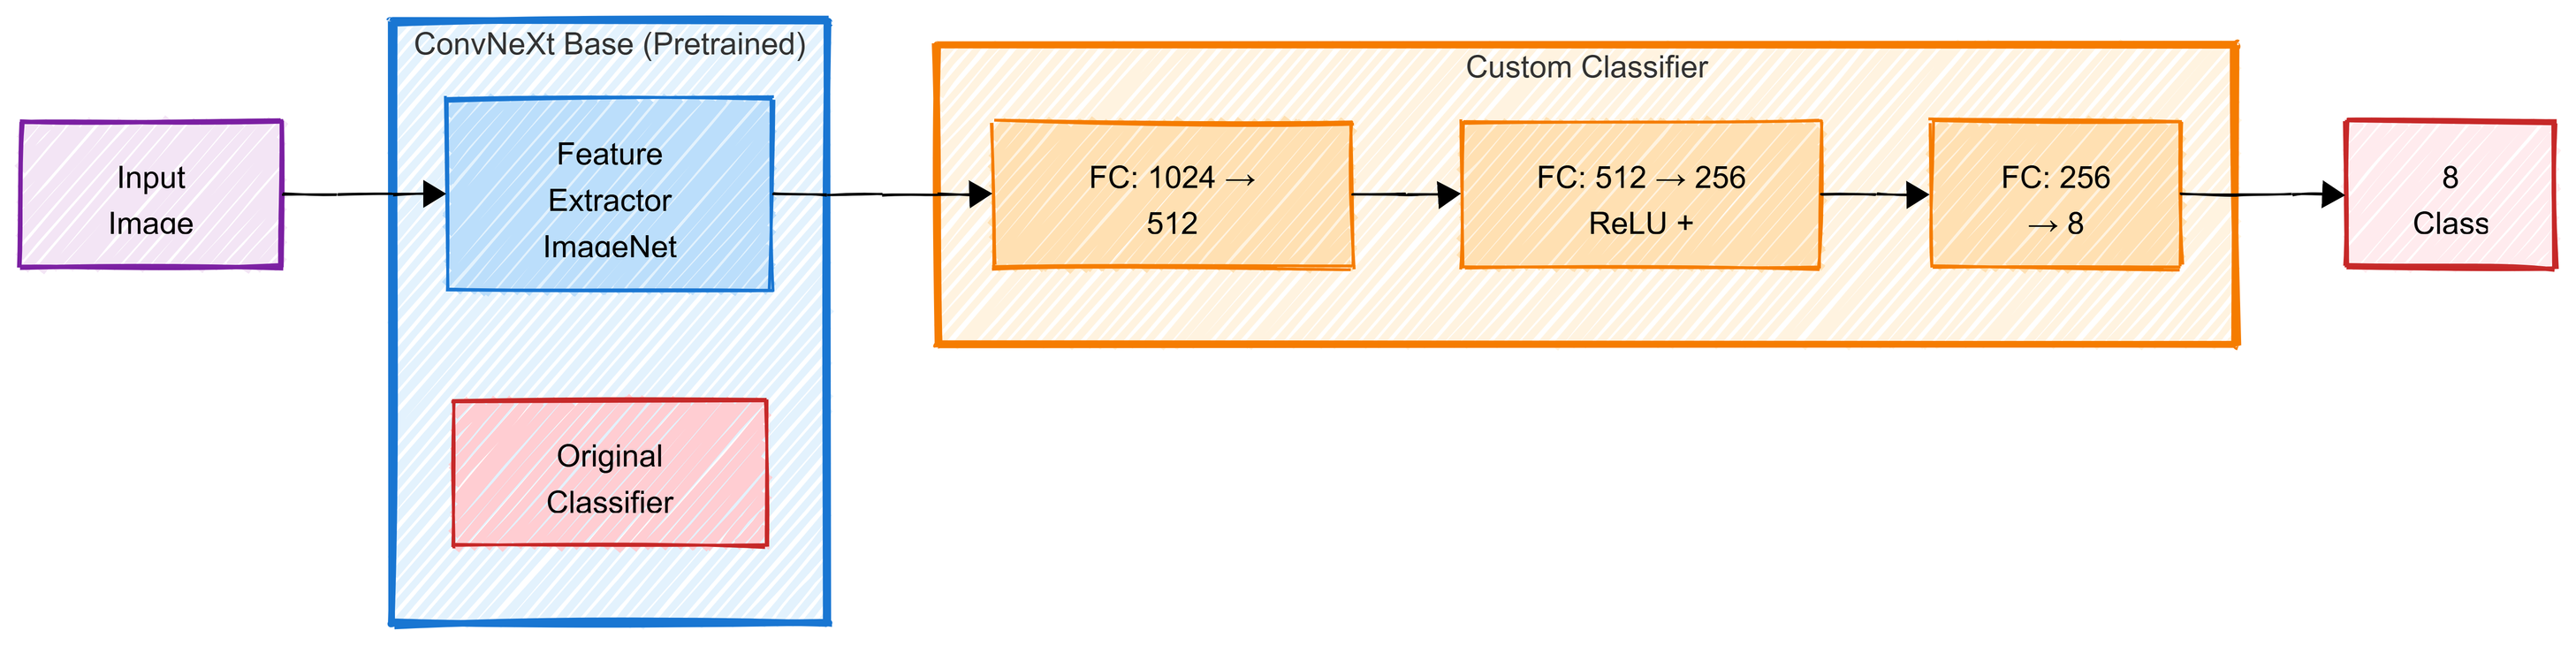 ConvNeXt Base (Pretrained)
Custom Classifier
Input
Image
Feature
Extractor
ImageNet
FC: 1024 →
512
FC: 512 → 256
ReLU +
FC: 256
→ 8
8
Class
Original
Classifier